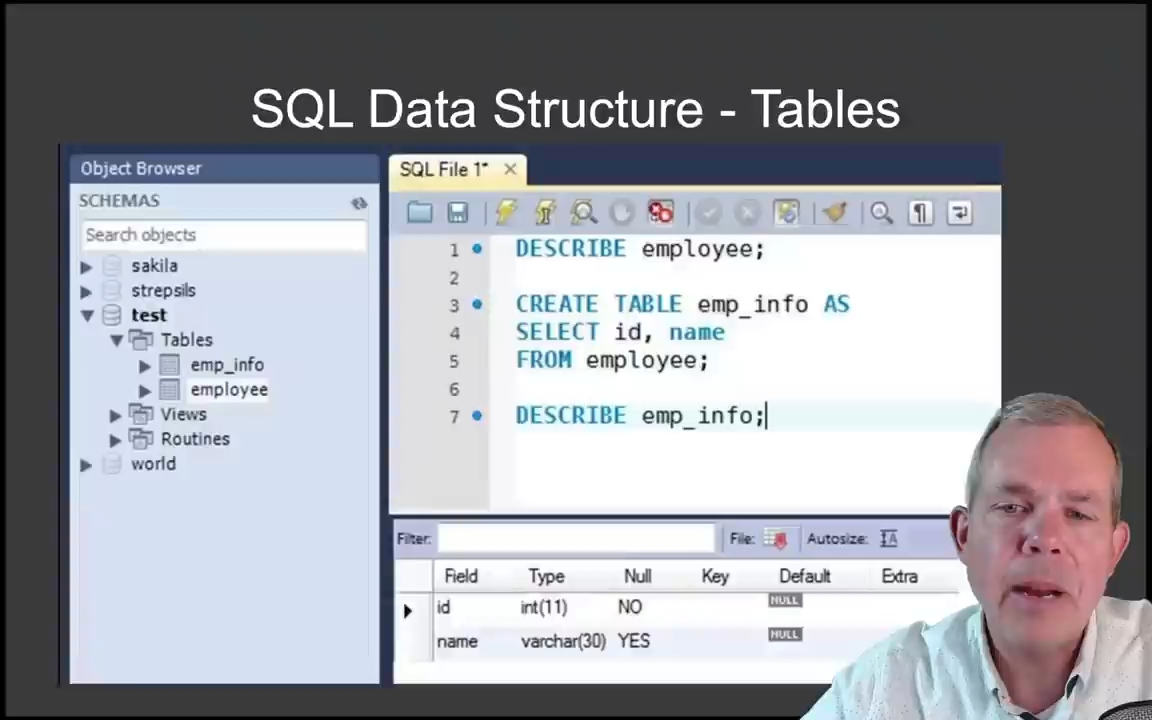 SQL Data Structure - Tables
Object Browser
SCHEMAS
Search objects
sakila
strepsils
test
Tables
emp_info
employee
Views
Routines
world
SQL File 1*
1 DESCRIBE employee;
2
3 CREATE TABLE emp_info AS
4 SELECT id, name
5 FROM employee;
6
7 DESCRIBE emp_info;
Filter: File: Autosize:
Field Type Null Key Default Extra
id int(11) NO NULL
name varchar(30) YES NULL